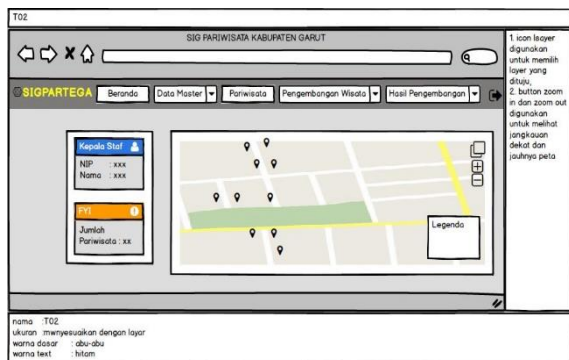 T02
SIG PARIWISATA KABUPATEN GARUT
SIGPARTEGA Beranda Data Master Pariwisata Pengembangan Wisata Hasil Pengembangan
Kepala Staf
NIP : xxx
Nama : xxx
FYI
Jumlah
Pariwisata : xx
Legenda
1. icon lsayer
digunakan
untuk memilih
layer yang
dituju,
2. button zoom
in dan zoom out
digunakan
untuk melihat
jangkauan
dekat dan
jauhnya peta
nama :T02
ukuran :mwnyesuaikan dengan layar
warna dasar : abu-abu
warna text : hitam